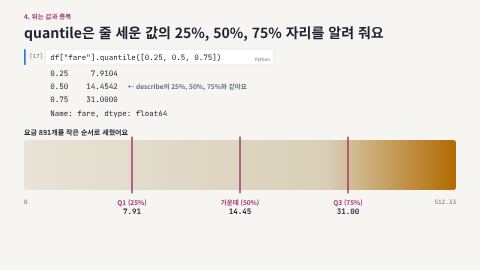 4. 튀는 값과 중복
quantile은 줄 세운 값의 25%, 50%, 75% 자리를 알려 줘요
[17] df["fare"].quantile([0.25, 0.5, 0.75]) Python
0.25 7.9104
0.50 14.4542 ← describe의 25%, 50%, 75%와 같아요
0.75 31.0000
Name: fare, dtype: float64
요금 891개를 작은 순서로 세웠어요
0 Q1 (25%) 가운데 (50%) Q3 (75%) 512.33
7.91 14.45 31.00